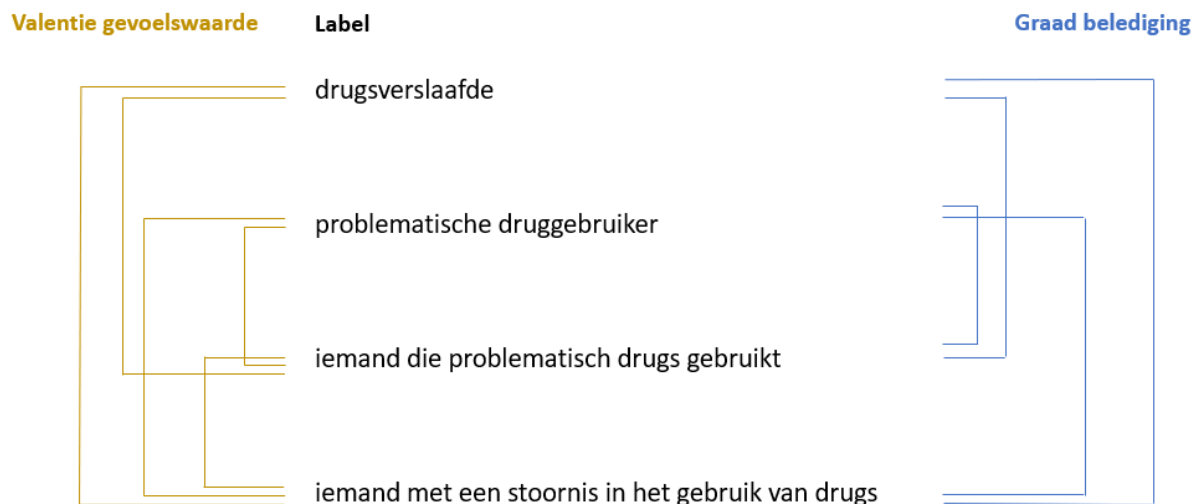 Valentie gevoelswaarde Label Graad belediging
drugsverslaafde
problematische druggebruiker
iemand die problematisch drugs gebruikt
iemand met een stoornis in het gebruik van drugs